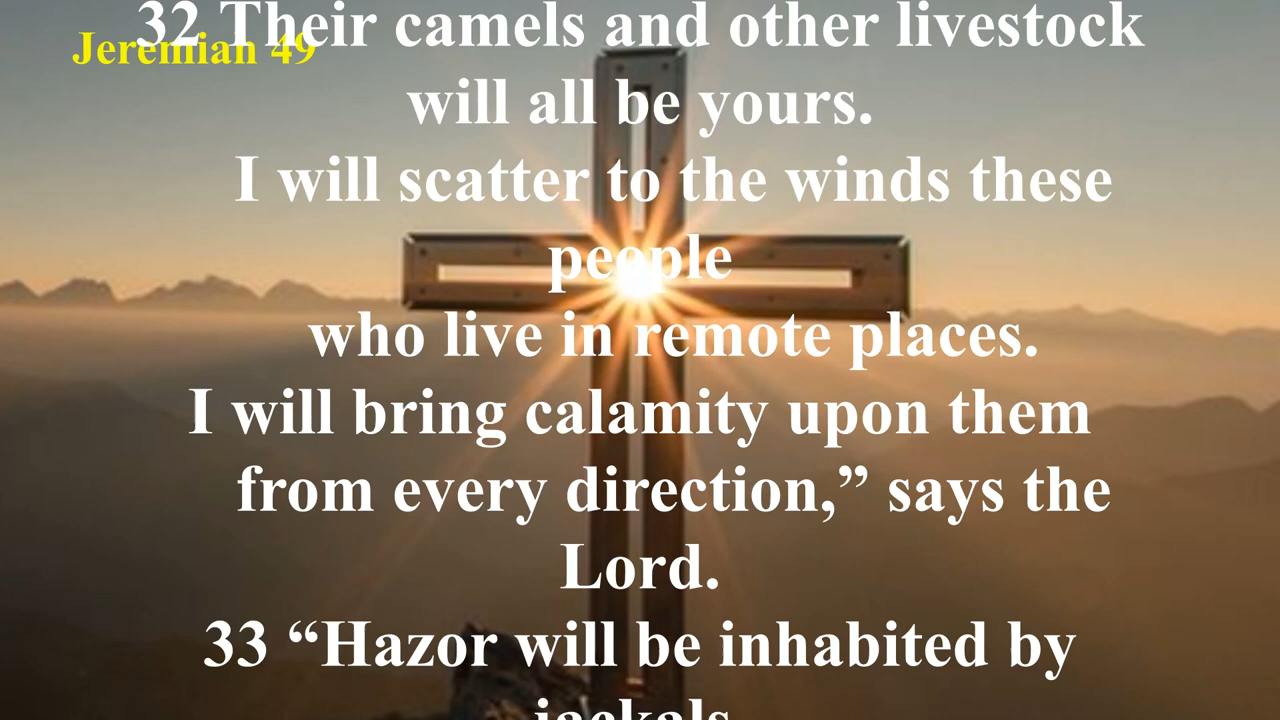 Jeremian 49
32 Their camels and other livestock
will all be yours.
I will scatter to the winds these
people
who live in remote places.
I will bring calamity upon them
from every direction,” says the
Lord.
33 “Hazor will be inhabited by
jackals